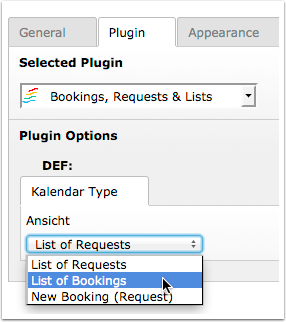 General Plugin Appearance
Selected Plugin
Bookings, Requests & Lists
Plugin Options
DEF:
Kalendar Type
Ansicht
List of Requests
List of Requests
List of Bookings
New Booking (Request)